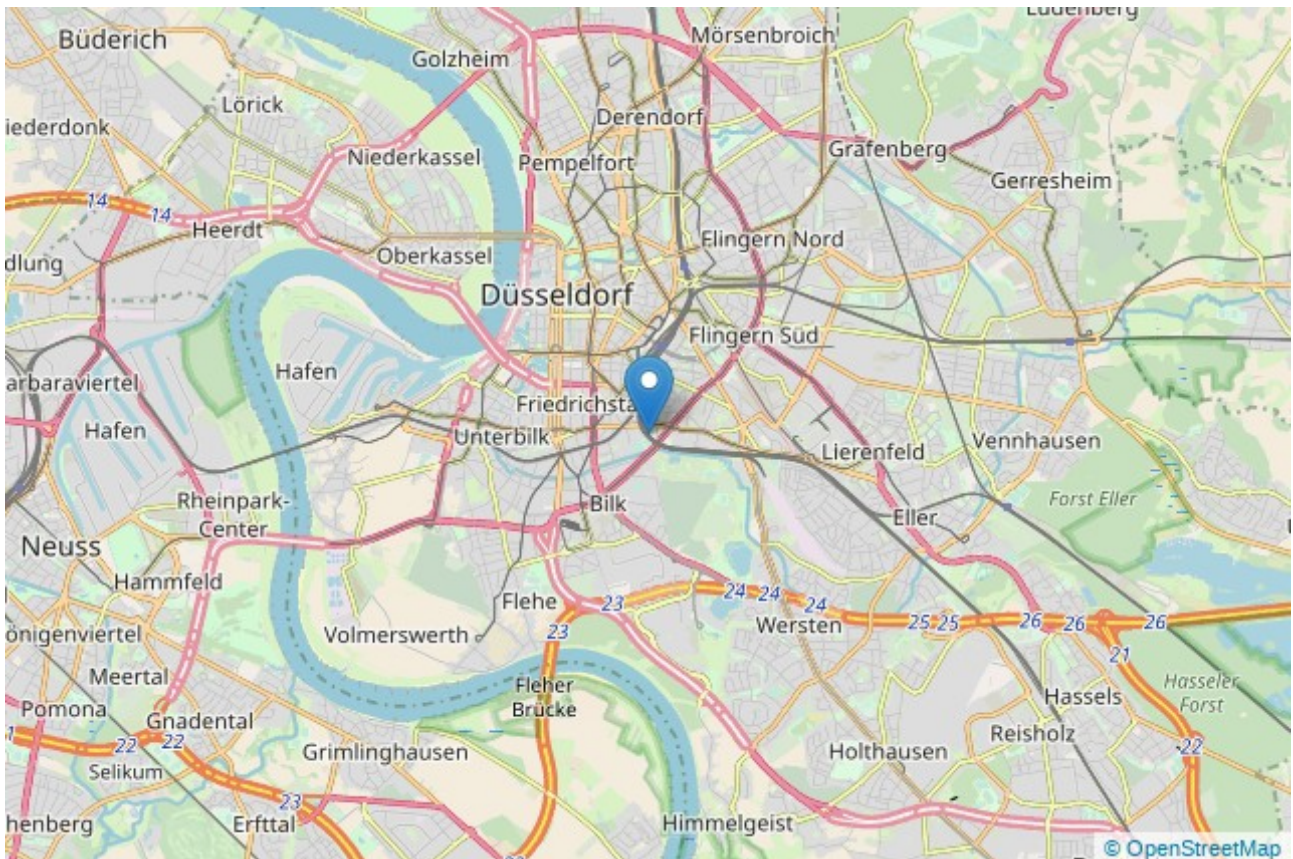 Ludenberg
Büderich
Mörsenbroich
Golzheim
Lörick
Derendorf
iederdonk
Niederkassel
Pempelfort
Grafenberg
Gerresheim
14
14
Heerdt
Flingern Nord
Oberkassel
dlung
Düsseldorf
Flingern Süd
Hafen
arbaraviertel
Friedrichsta
Hafen
Unterbilk
Lierenfeld
Vennhausen
Rheinpark-
Center
Bilk
Forst Eller
Eller
Neuss
Hammfeld
24
24
24
Flehe
23
25
25
26
26
26
önigenviertel
Volmerswerth
23
Wersten
21
Meertal
Fleher
Brücke
Hassels
Hasseler
Forst
Pomona
Gnadental
Reisholz
1
22
22
Grimlinghausen
Holthausen
22
Selikum
23
henberg
Erfttal
Himmelgeist
© OpenStreetMap